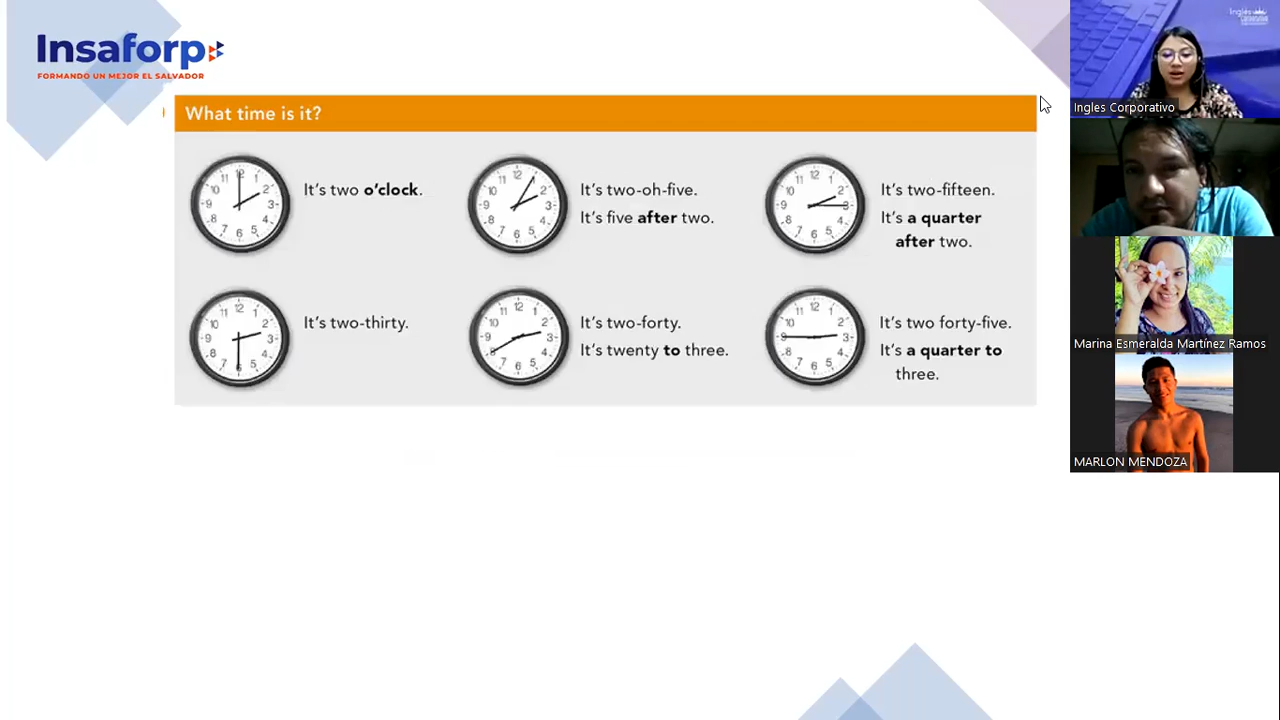 Insaforp
FORMANDO UN MEJOR EL SALVADOR
What time is it?
It's two o'clock.
It's two-oh-five.
It's five after two.
It's two-fifteen.
It's a quarter
after two.
It's two-thirty.
It's two-forty.
It's twenty to three.
It's two forty-five.
It's a quarter to
three.
Ingles Corporativo
Marina Esmeralda Martínez Ramos
MARLON MENDOZA